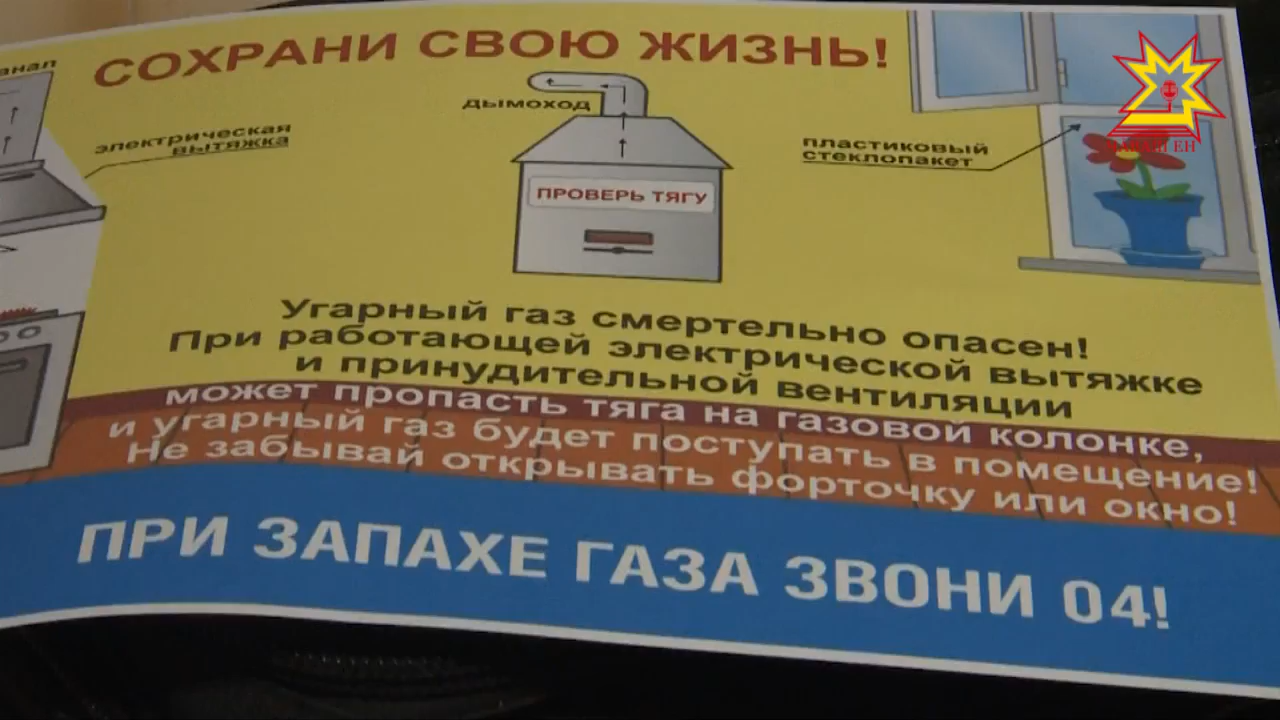 СОХРАНИ СВОЮ ЖИЗНЬ!
анал
электрическая
вытяжка
дымоход
ПРОВЕРЬ ТЯГУ
пластиковый
стеклопакет
Угарный газ смертельно опасен!
При работающей электрической вытяжке
и принудительной вентиляции
может пропасть тяга на газовой колонке,
и угарный газ будет поступать в помещение!
Не забывай открывать форточку или окно!
ПРИ ЗАПАХЕ ГАЗА ЗВОНИ 04!